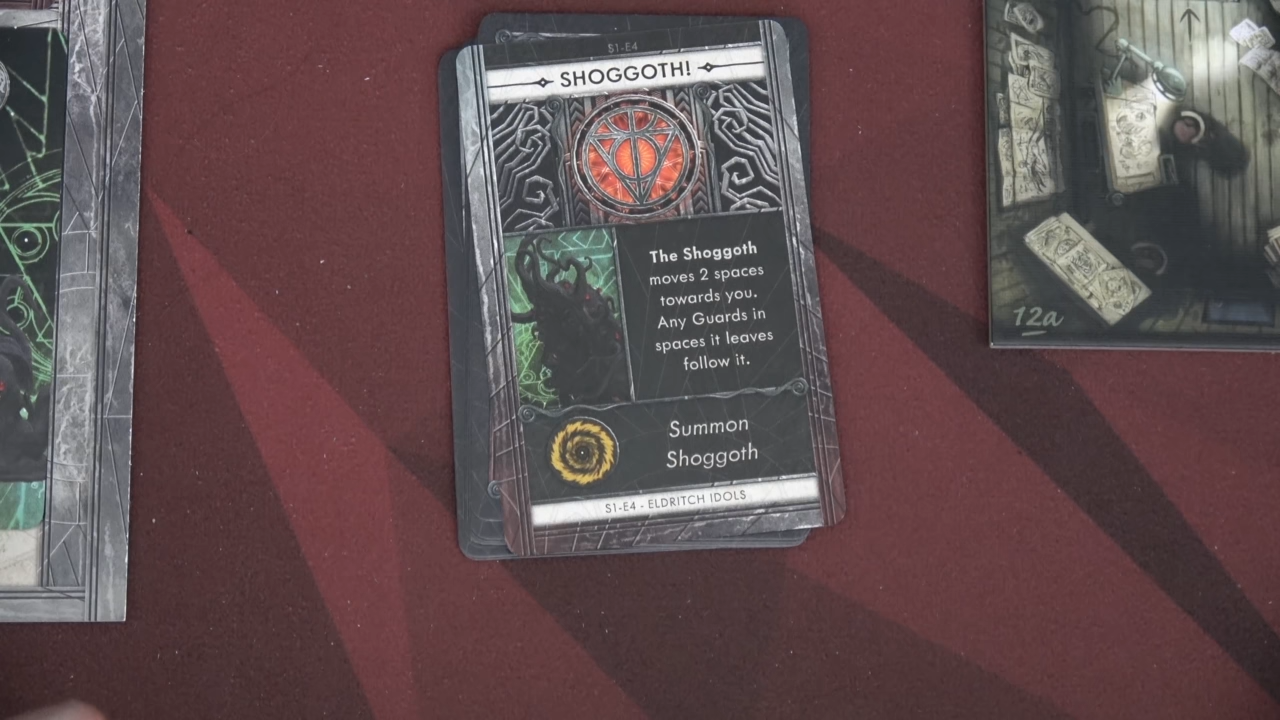 S1-E4
SHOGGOTH!
The Shoggoth
moves 2 spaces
towards you.
Any Guards in
spaces it leaves
follow it.
Summon
Shoggoth
S1-E4 - ELDRITCH IDOLS
2
12a